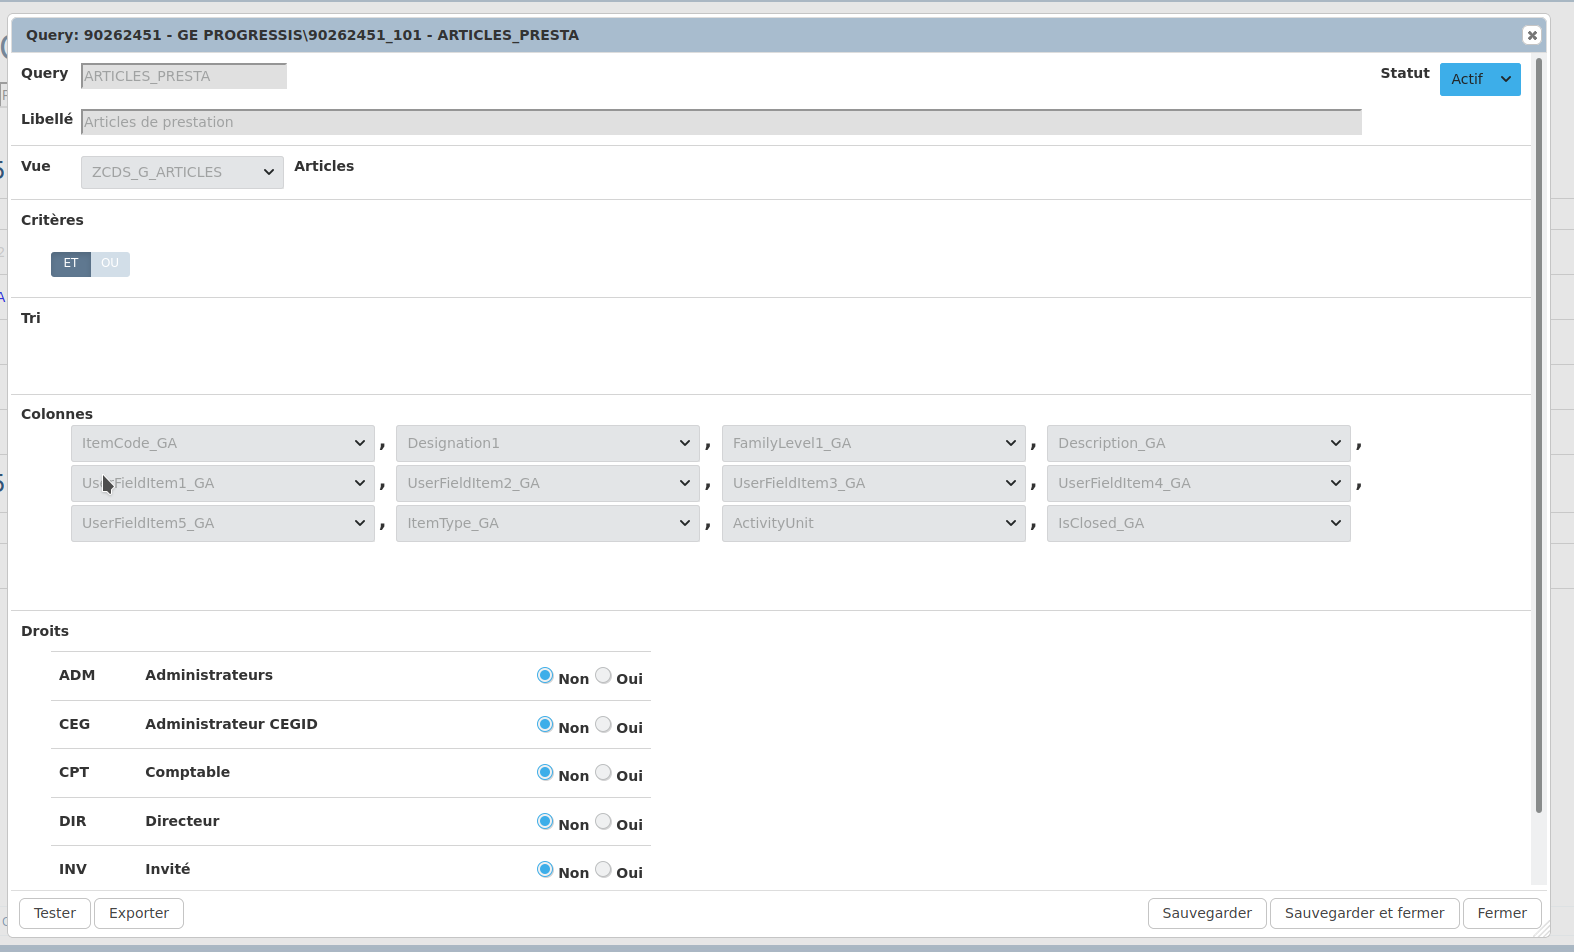 Query: 90262451 - GE PROGRESSIS\90262451_101 - ARTICLES_PRESTA
Query ARTICLES_PRESTA Statut Actif
Libellé Articles de prestation
Vue ZCDS_G_ARTICLES Articles
Critères
ET OU
Tri
Colonnes
ItemCode_GA , Designation1 , FamilyLevel1_GA , Description_GA ,
UserFieldItem1_GA , UserFieldItem2_GA , UserFieldItem3_GA , UserFieldItem4_GA ,
UserFieldItem5_GA , ItemType_GA , ActivityUnit , IsClosed_GA
Droits
ADM Administrateurs Non Oui
CEG Administrateur CEGID Non Oui
CPT Comptable Non Oui
DIR Directeur Non Oui
INV Invité Non Oui
Tester Exporter Sauvegarder Sauvegarder et fermer Fermer